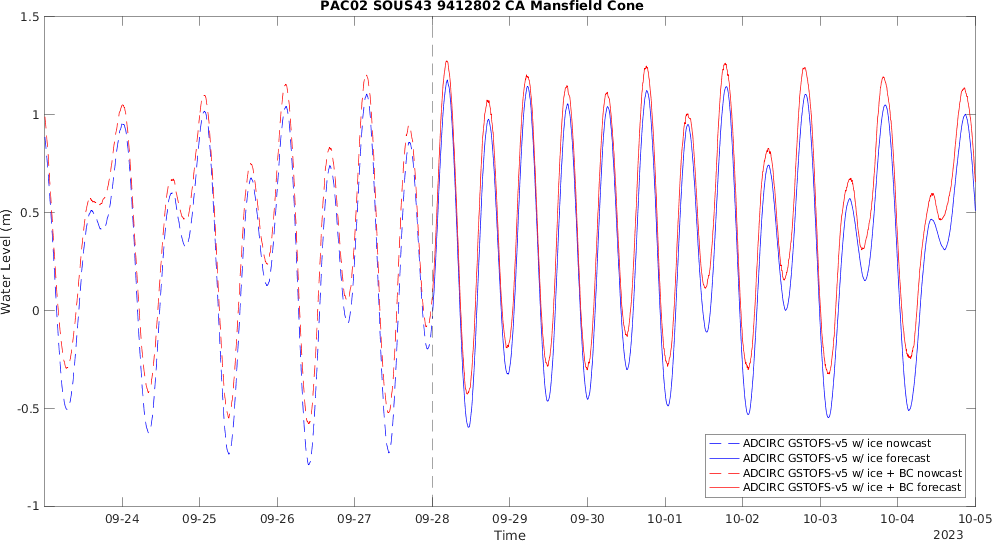 PAC02 SOUS43 9412802 CA Mansfield Cone
1.5
1
0.5
0
-0.5
-1
Water Level (m)
ADCIRC GSTOFS-v5 w/ ice nowcast
ADCIRC GSTOFS-v5 w/ ice forecast
ADCIRC GSTOFS-v5 w/ ice + BC nowcast
ADCIRC GSTOFS-v5 w/ ice + BC forecast
09-24 09-25 09-26 09-27 09-28 09-29 09-30 10-01 10-02 10-03 10-04 10-05
Time
2023